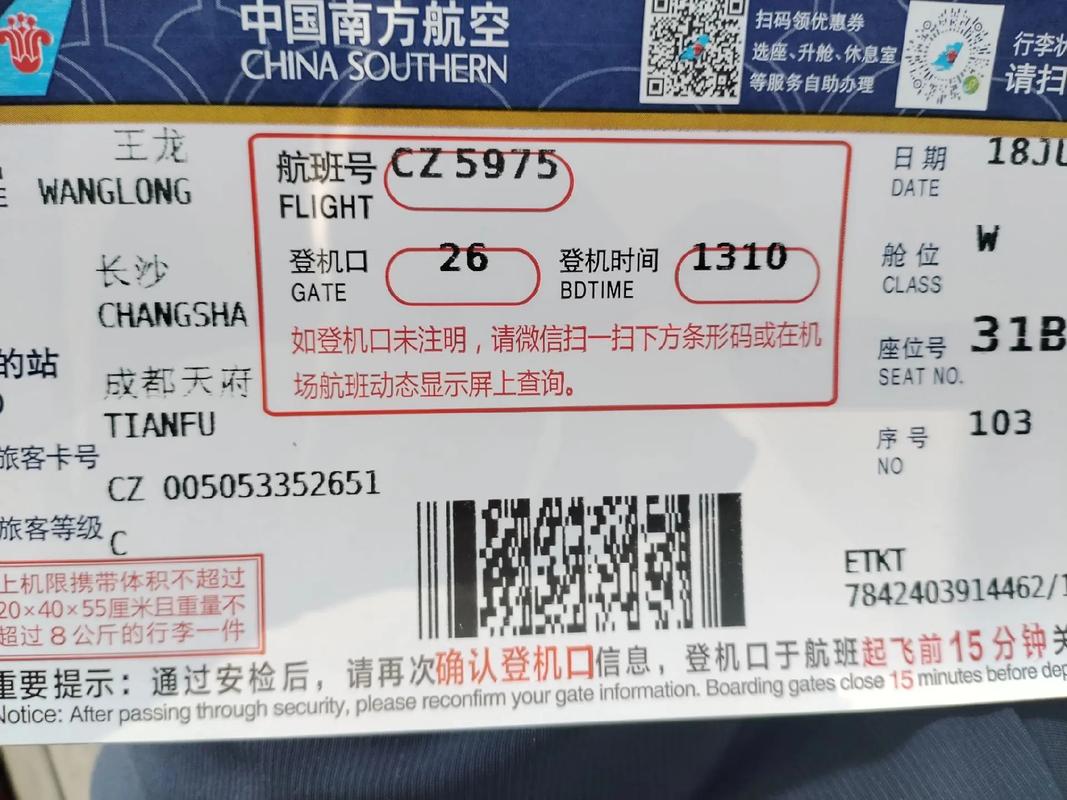 中国南方航空
CHINA SOUTHERN
扫码领优惠券
选座、升舱、休息室
等服务自助办理
行李状
请扫
王龙
WANGLONG
航班号 CZ5975
FLIGHT
日期 18JU
DATE
长沙
CHANGSHA
登机口 26 登机时间 1310
GATE BDTIME
舱位 W
CLASS
如登机口未注明，请微信扫一扫下方条形码或在机
场航班动态显示屏上查询。
的站
成都天府
TIANFU
座位号 31B
SEAT NO.
序号 103
NO
旅客卡号
CZ 005053352651
旅客等级 C
上机限携带体积不超过
20×40×55厘米且重量不
超过8公斤的行李一件
ETKT
7842403914462/1
重要提示：通过安检后，请再次确认登机口信息，登机口于航班起飞前15分钟关
Notice: After passing through security, please reconfirm your gate information. Boarding gates close 15 minutes before dep